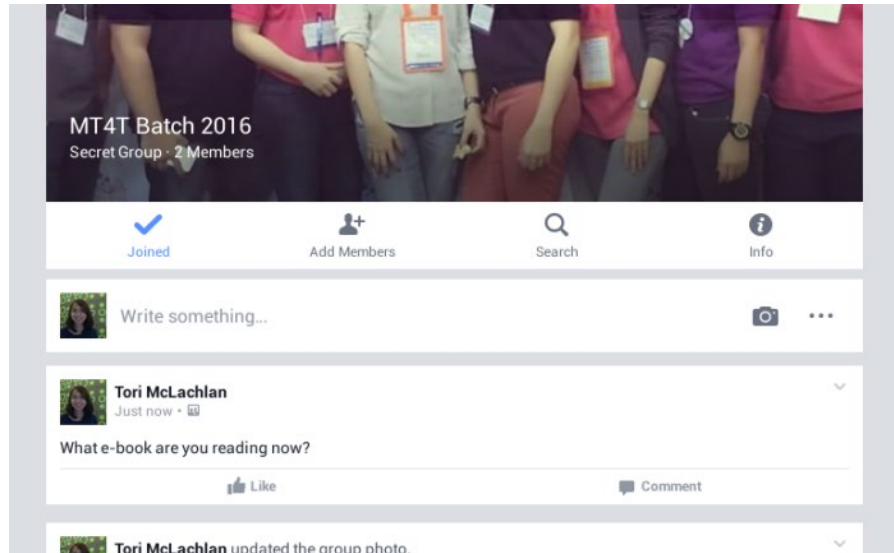 MT4T Batch 2016
Secret Group · 2 Members
Joined
Add Members
Search
Info
Write something...
Tori McLachlan
Just now •
What e-book are you reading now?
Like
Comment
Tori McLachlan updated the group photo.